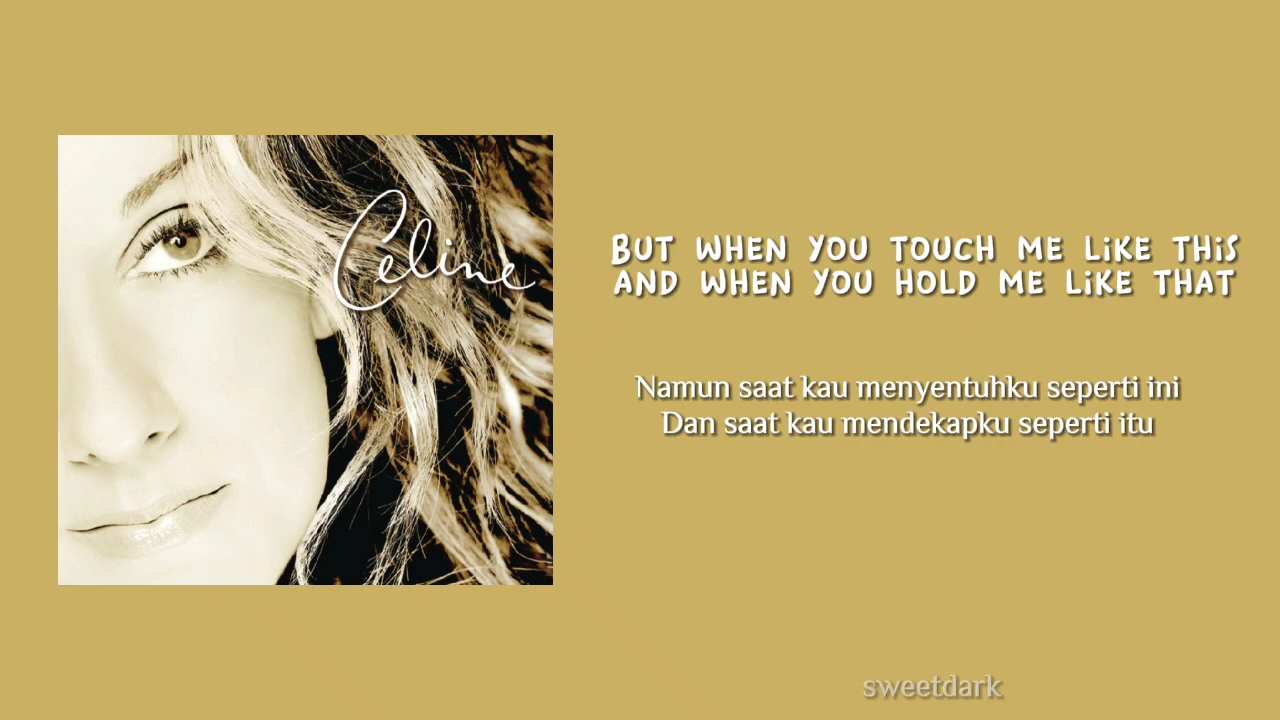 Celine
BUT WHEN YOU TOUCH ME LIKE THIS
AND WHEN YOU HOLD ME LIKE THAT
Namun saat kau menyentuhku seperti ini
Dan saat kau mendekapku seperti itu
sweetdark